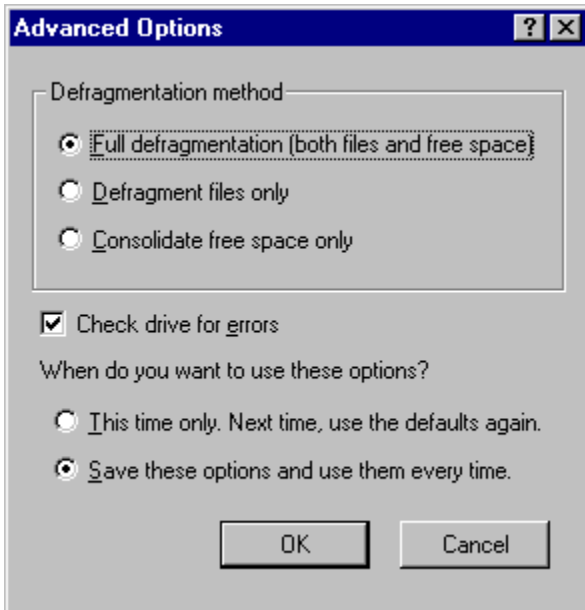 Advanced Options
Defragmentation method
Full defragmentation (both files and free space)
Defragment files only
Consolidate free space only
Check drive for errors
When do you want to use these options?
This time only. Next time, use the defaults again.
Save these options and use them every time.
OK Cancel